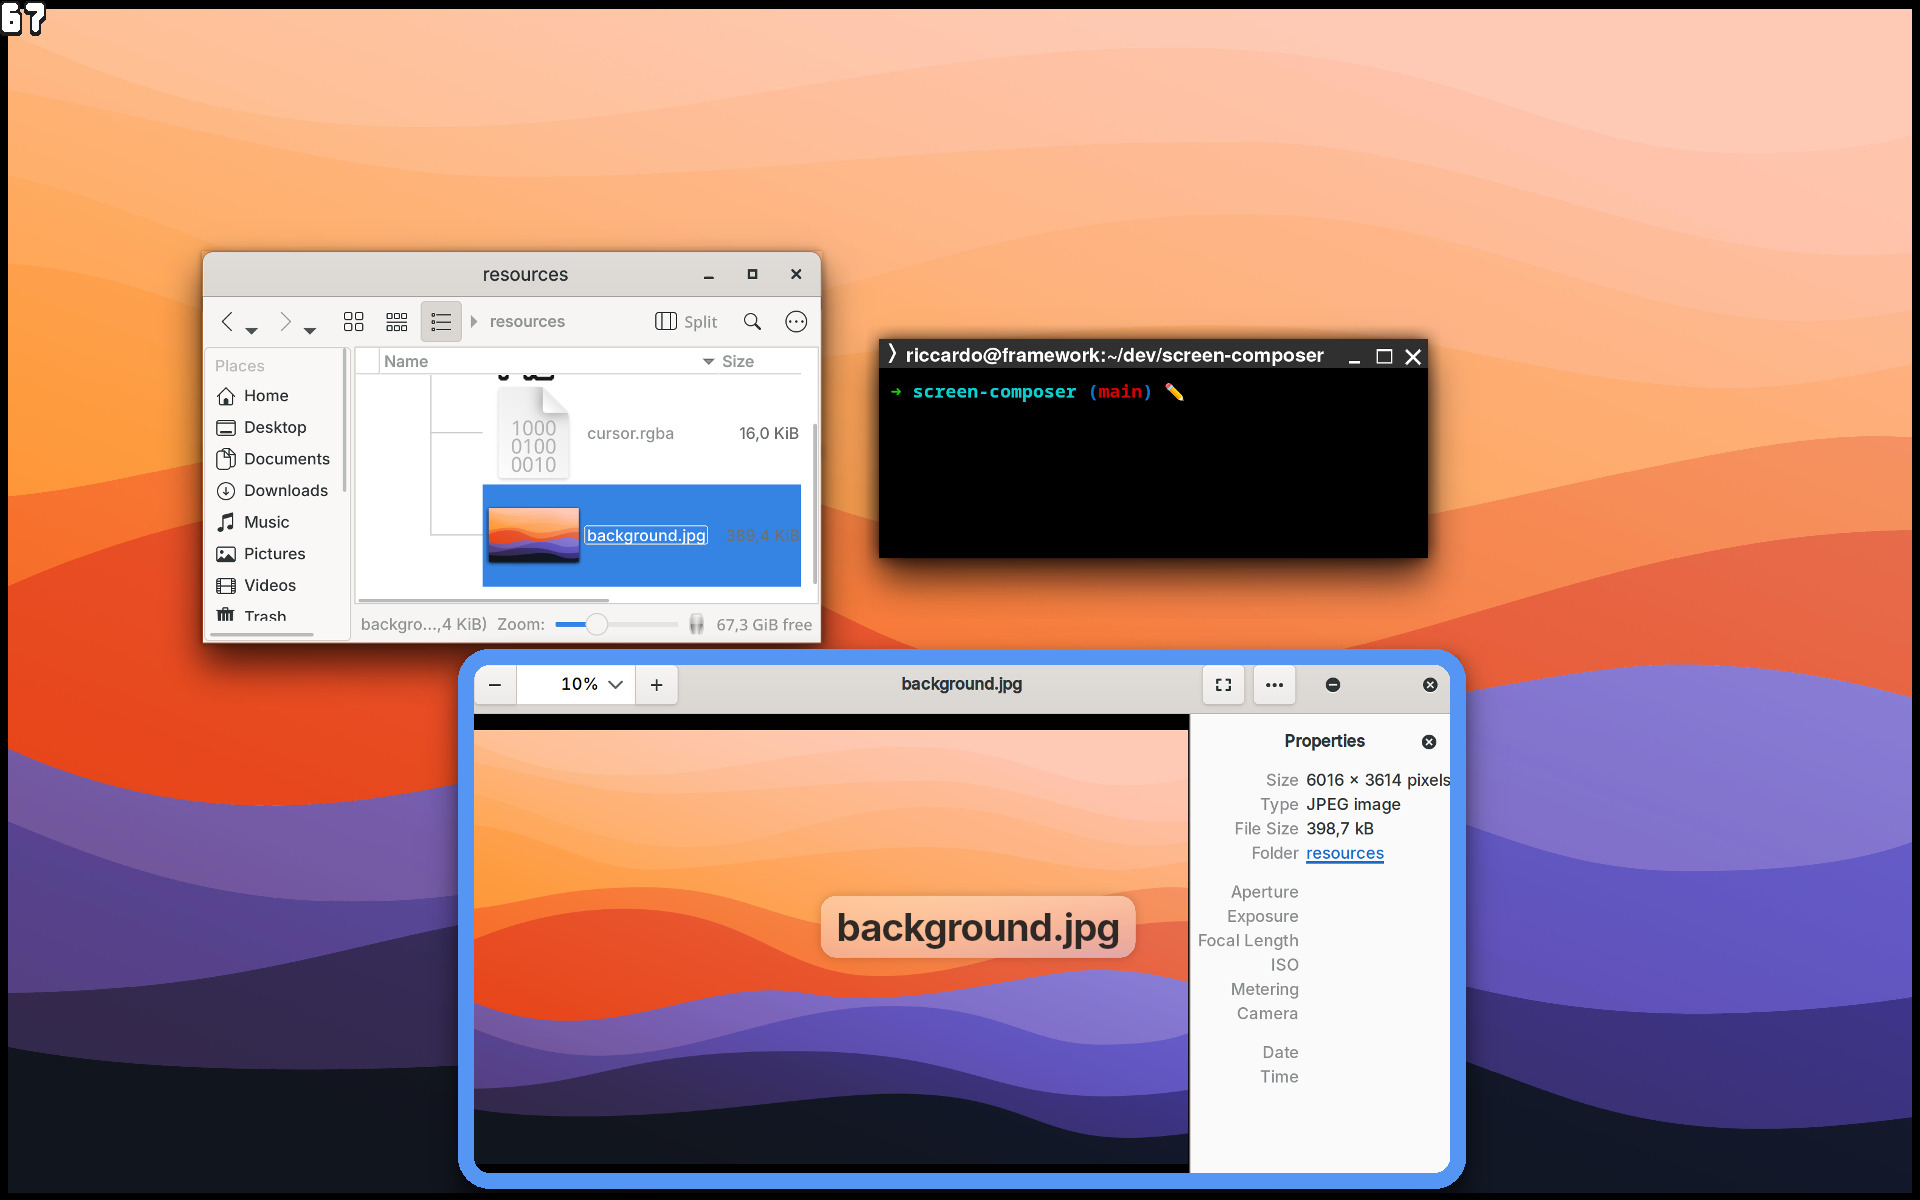 67
resources
resources
Split
Places
Home
Desktop
Documents
Downloads
Music
Pictures
Videos
Trash
Name
Size
1000
0100
0010
cursor.rgba
16,0 KiB
background.jpg
389,4 KiB
backgro...,4 KiB)
Zoom:
67,3 GiB free
riccardo@framework:~/dev/screen-composer
➜ screen-composer (main) ✏️
10%
background.jpg
background.jpg
Properties
Size 6016 × 3614 pixels
Type JPEG image
File Size 398,7 kB
Folder resources
Aperture
Exposure
Focal Length
ISO
Metering
Camera
Date
Time